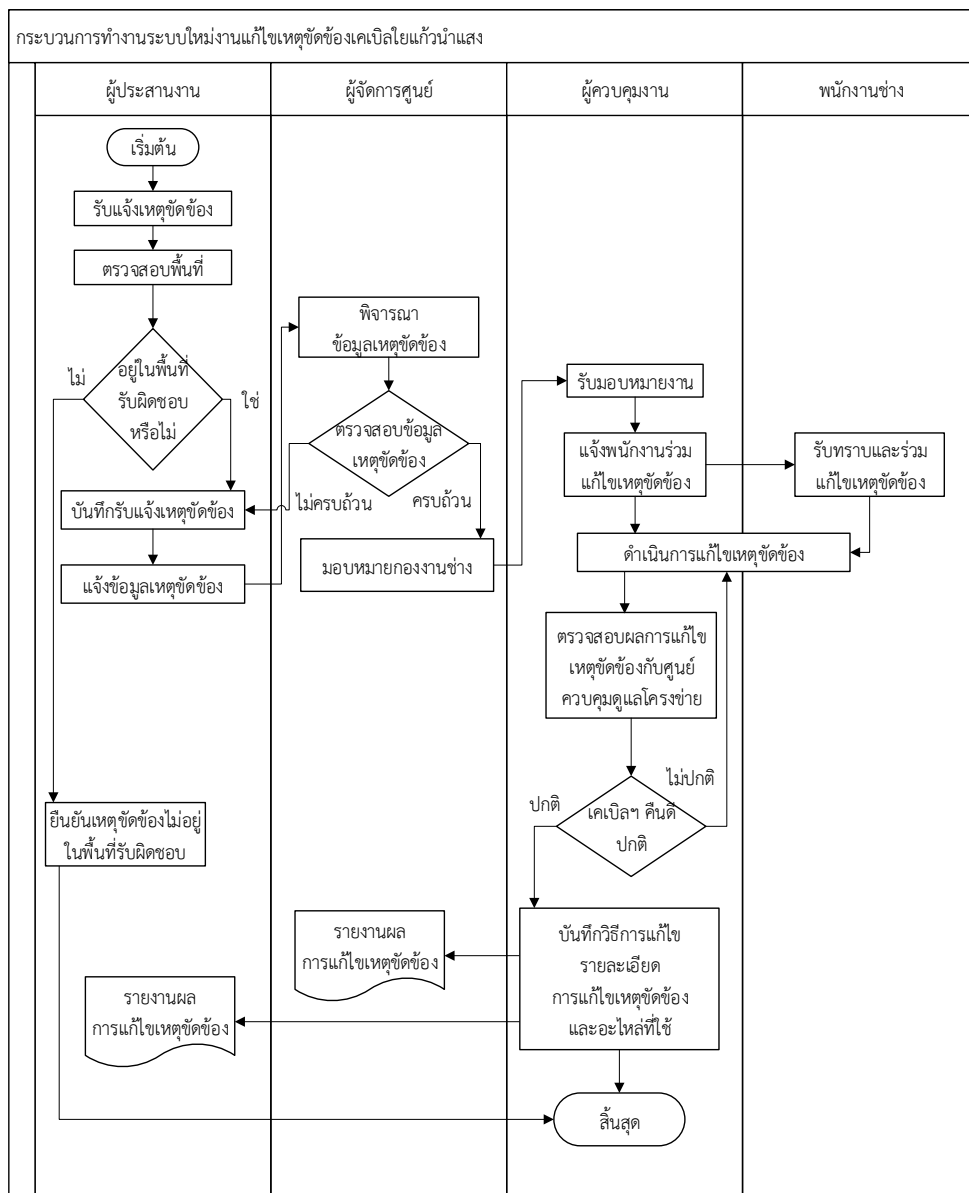 กระบวนการทำงานระบบใหม่งานแก้ไขเหตุขัดข้องเคเบิลใยแก้วนำแสง
ผู้ประสานงาน
ผู้จัดการศูนย์
ผู้ควบคุมงาน
พนักงานช่าง
เริ่มต้น
รับแจ้งเหตุขัดข้อง
ตรวจสอบพื้นที่
อยู่ในพื้นที่
รับผิดชอบ
หรือไม่
ไม่
ใช่
บันทึกรับแจ้งเหตุขัดข้อง
แจ้งข้อมูลเหตุขัดข้อง
พิจารณา
ข้อมูลเหตุขัดข้อง
ตรวจสอบข้อมูล
เหตุขัดข้อง
ไม่ครบถ้วน
ครบถ้วน
มอบหมายกองงานช่าง
รับมอบหมายงาน
แจ้งพนักงานร่วม
แก้ไขเหตุขัดข้อง
รับทราบและร่วม
แก้ไขเหตุขัดข้อง
ดำเนินการแก้ไขเหตุขัดข้อง
ตรวจสอบผลการแก้ไข
เหตุขัดข้องกับศูนย์
ควบคุมดูแลโครงข่าย
ไม่ปกติ
ปกติ
เคเบิลฯ คืนดี
ปกติ
ยืนยันเหตุขัดข้องไม่อยู่
ในพื้นที่รับผิดชอบ
บันทึกวิธีการแก้ไข
รายละเอียด
การแก้ไขเหตุขัดข้อง
และอะไหล่ที่ใช้
รายงานผล
การแก้ไขเหตุขัดข้อง
รายงานผล
การแก้ไขเหตุขัดข้อง
สิ้นสุด